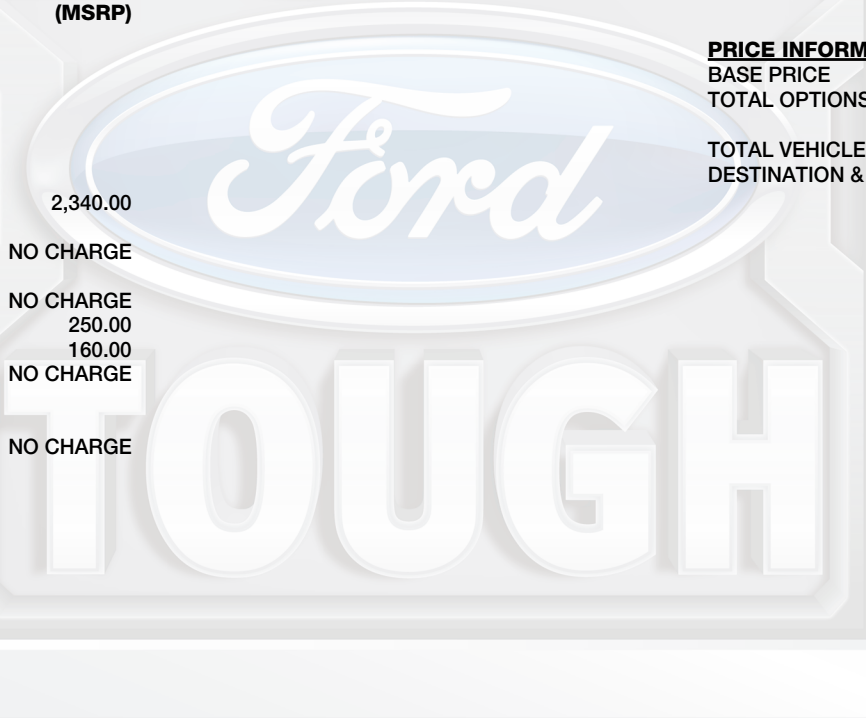 (MSRP)
2,340.00
NO CHARGE
NO CHARGE
250.00
160.00
NO CHARGE
NO CHARGE
PRICE INFORM
BASE PRICE
TOTAL OPTIONS
TOTAL VEHICLE
DESTINATION &
Ford
TOUGH